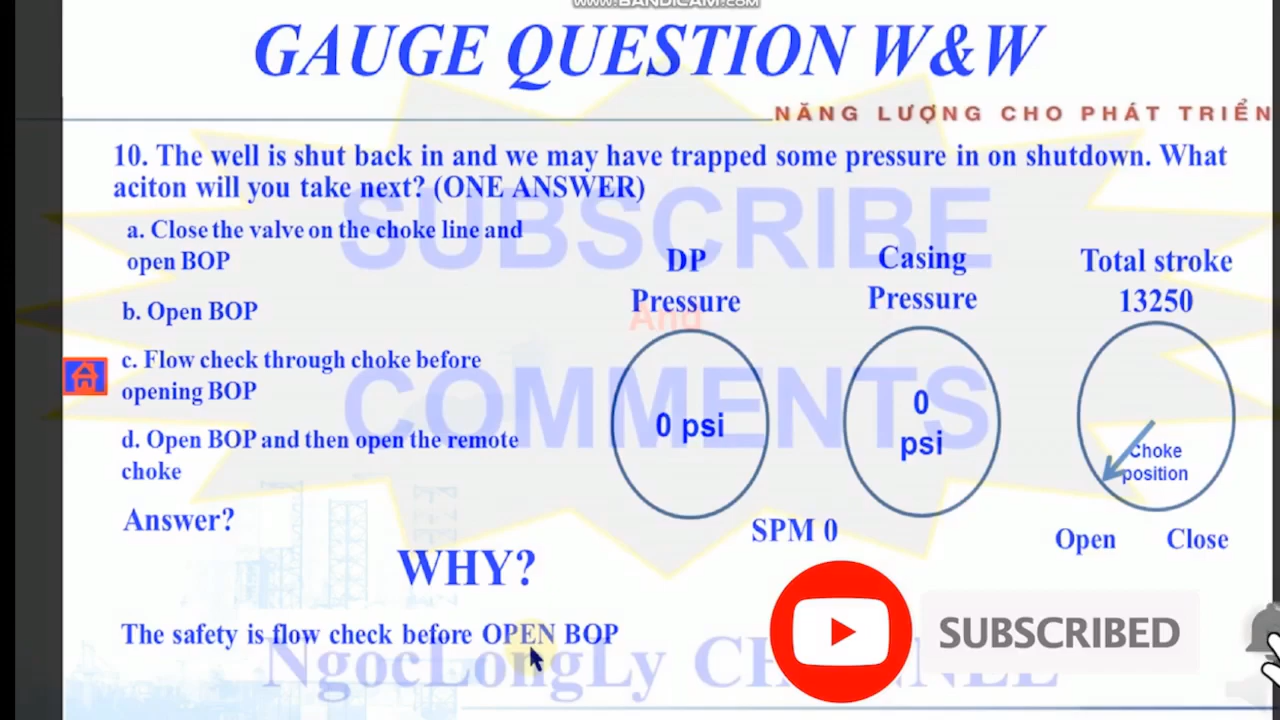 WWW.BANDICAM.COM
GAUGE QUESTION W&W
NĂNG LƯỢNG CHO PHÁT TRIỂN
10. The well is shut back in and we may have trapped some pressure in on shutdown. What
aciton will you take next? (ONE ANSWER)
SUBSCRIBE
And
COMMENTS
a. Close the valve on the choke line and
open BOP
b. Open BOP
c. Flow check through choke before
opening BOP
d. Open BOP and then open the remote
choke
DP
Pressure
0 psi
Casing
Pressure
0
psi
Total stroke
13250
Choke
position
Open Close
SPM 0
Answer?
WHY?
The safety is flow check before OPEN BOP
SUBSCRIBED